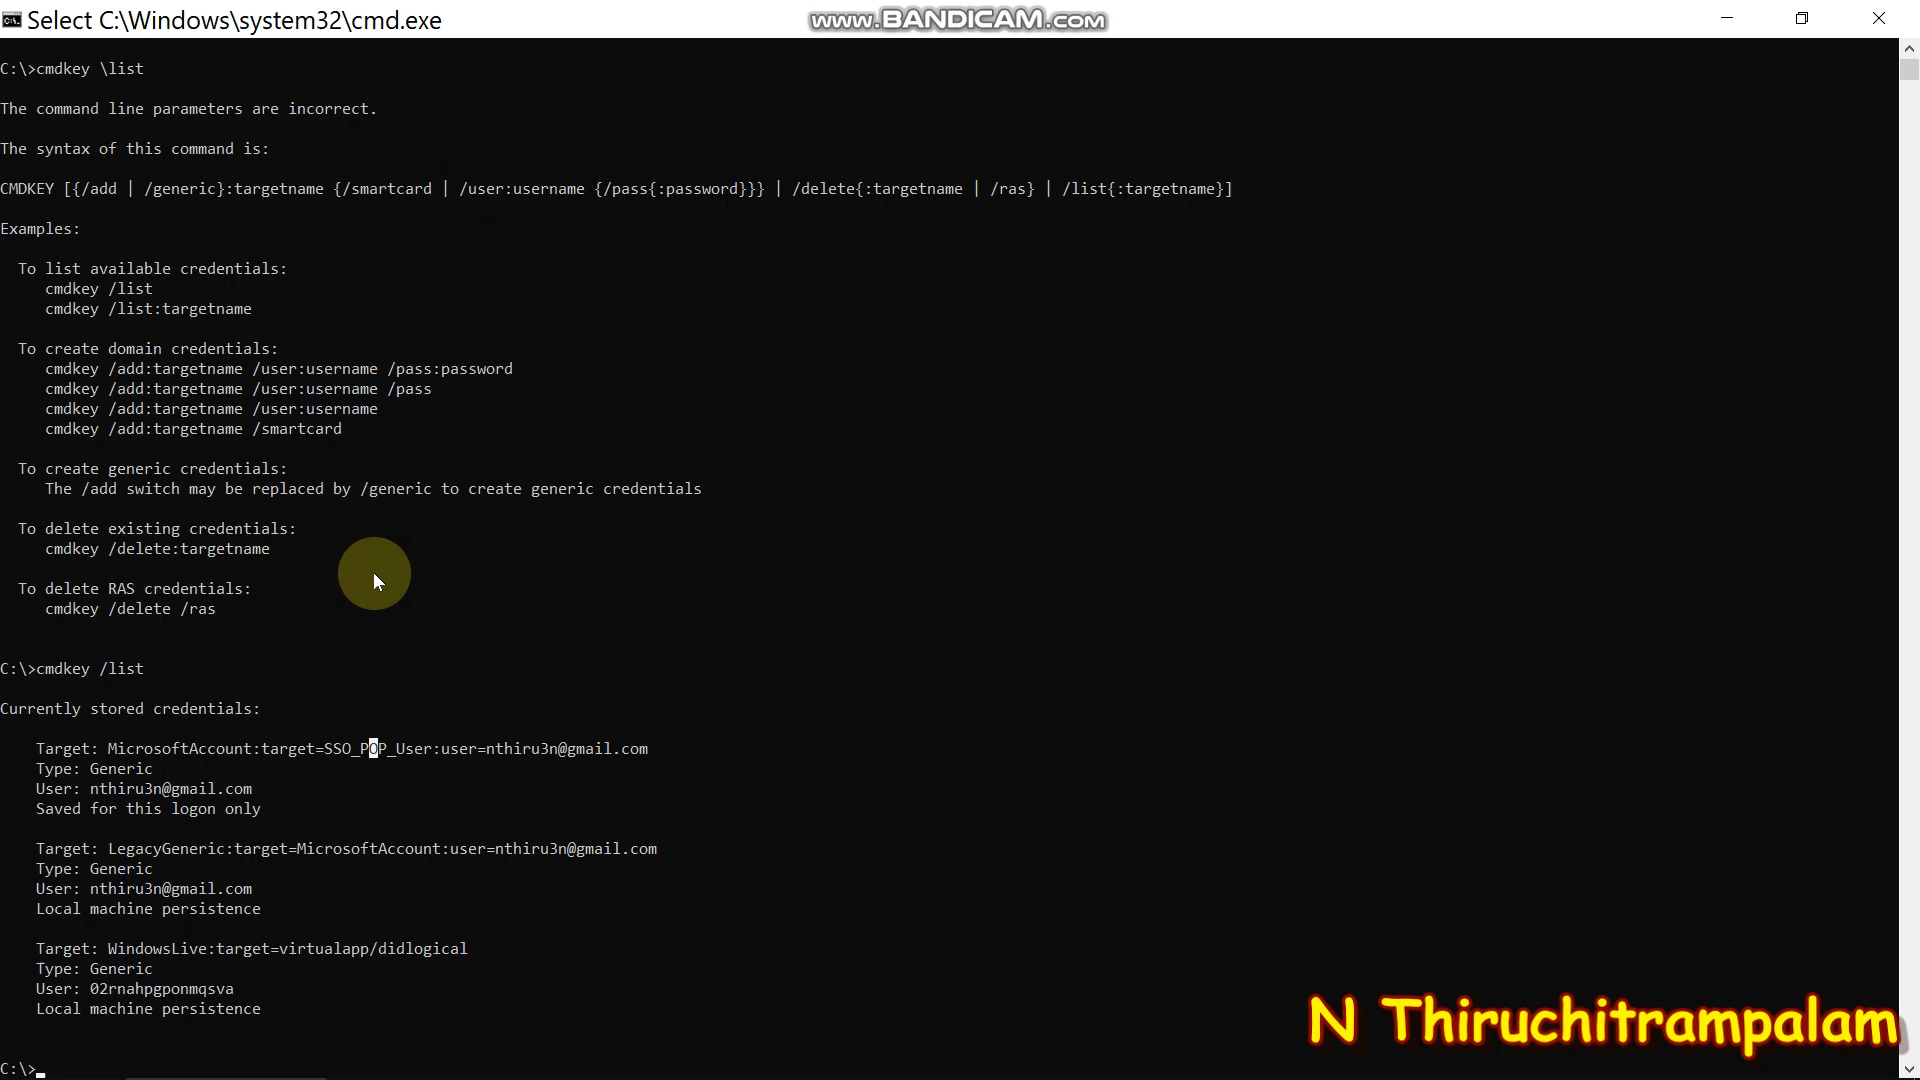 Select C:\Windows\system32\cmd.exe
www.BANDICAM.com
C:\>cmdkey \list
The command line parameters are incorrect.
The syntax of this command is:
CMDKEY [{/add | /generic}:targetname {/smartcard | /user:username {/pass{:password}}} | /delete{:targetname | /ras} | /list{:targetname}]
Examples:
To list available credentials:
cmdkey /list
cmdkey /list:targetname
To create domain credentials:
cmdkey /add:targetname /user:username /pass:password
cmdkey /add:targetname /user:username /pass
cmdkey /add:targetname /user:username
cmdkey /add:targetname /smartcard
To create generic credentials:
The /add switch may be replaced by /generic to create generic credentials
To delete existing credentials:
cmdkey /delete:targetname
To delete RAS credentials:
cmdkey /delete /ras
C:\>cmdkey /list
Currently stored credentials:
Target: MicrosoftAccount:target=SSO_POP_User:user=nthiru3n@gmail.com
Type: Generic
User: nthiru3n@gmail.com
Saved for this logon only
Target: LegacyGeneric:target=MicrosoftAccount:user=nthiru3n@gmail.com
Type: Generic
User: nthiru3n@gmail.com
Local machine persistence
Target: WindowsLive:target=virtualapp/didlogical
Type: Generic
User: 02rnahpgponmqsva
Local machine persistence
N Thiruchitrampalam
C:\>